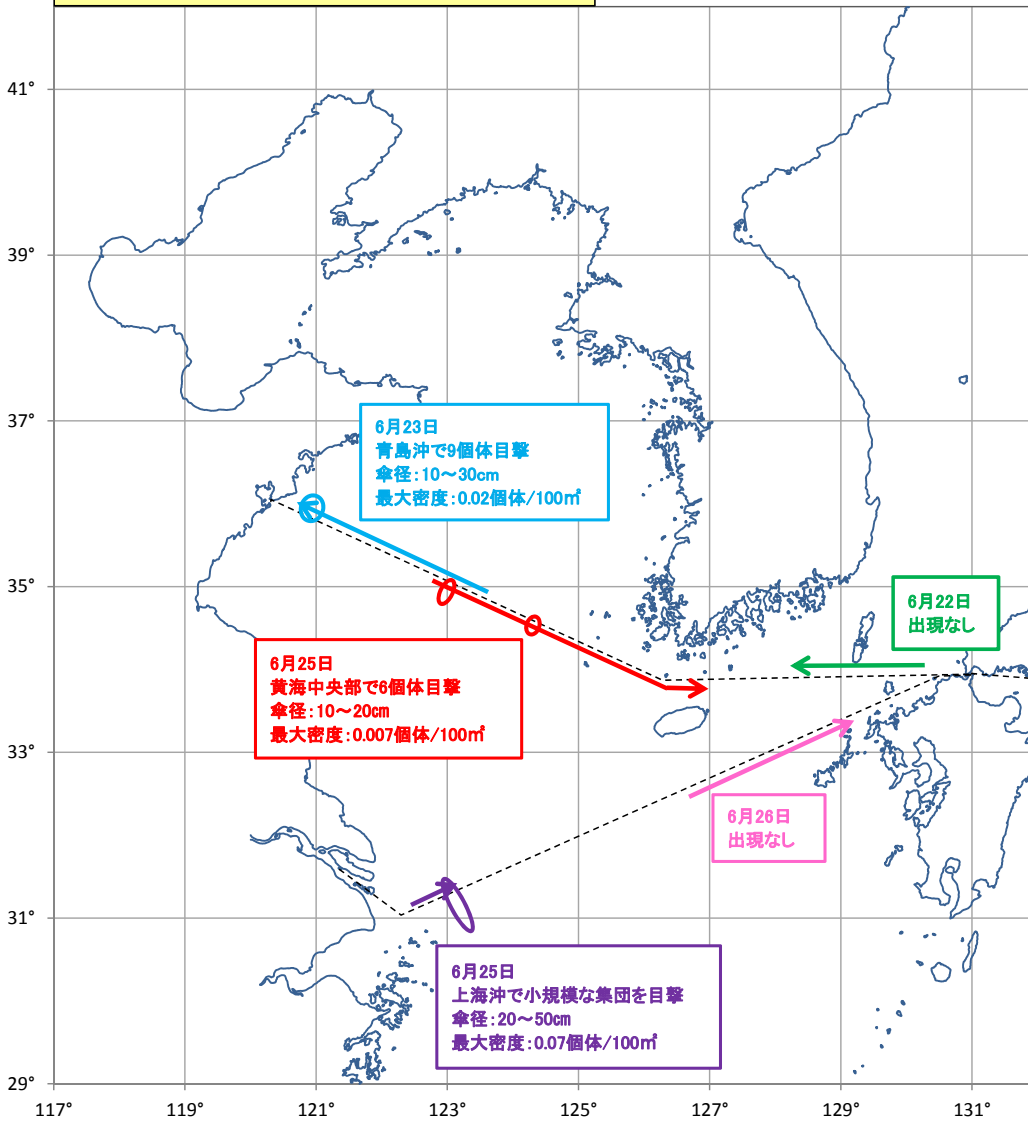 41°
39°
37°
35°
33°
31°
29°
117°
119°
121°
123°
125°
127°
129°
131°
6月23日
青島沖で9個体目撃
傘径：10～30cm
最大密度：0.02個体/100㎡
6月22日
出現なし
6月25日
黄海中央部で6個体目撃
傘径：10～20cm
最大密度：0.007個体/100㎡
6月26日
出現なし
6月25日
上海沖で小規模な集団を目撃
傘径：20～50cm
最大密度：0.07個体/100㎡